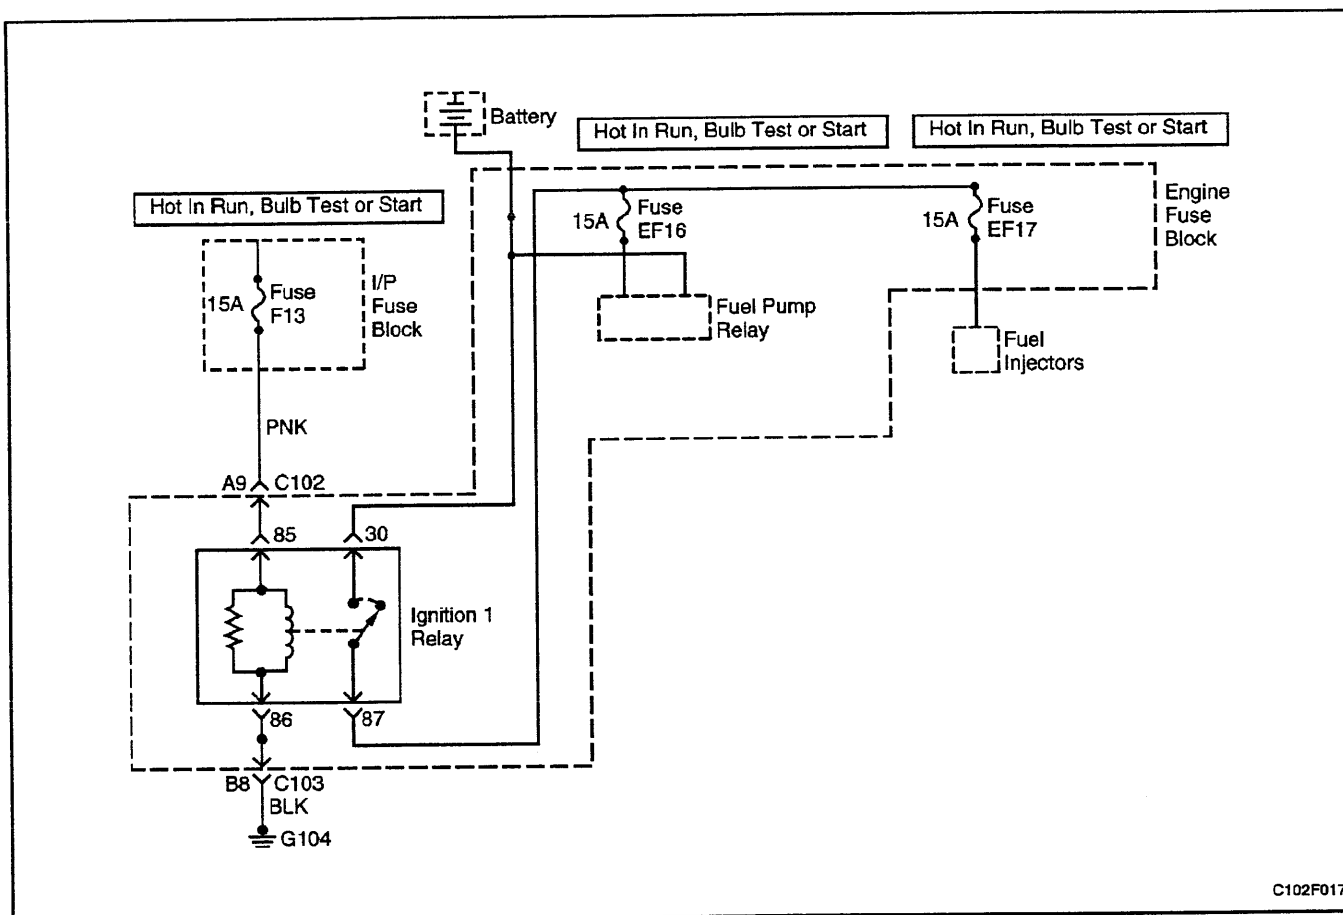 Battery
Hot In Run, Bulb Test or Start
Hot In Run, Bulb Test or Start
Hot In Run, Bulb Test or Start
15A
Fuse
EF16
15A
Fuse
EF17
Engine
Fuse
Block
15A
Fuse
F13
I/P
Fuse
Block
Fuel Pump
Relay
Fuel
Injectors
PNK
A9 C102
85
30
Ignition 1
Relay
86
87
B8 C103
BLK
G104
C102F017